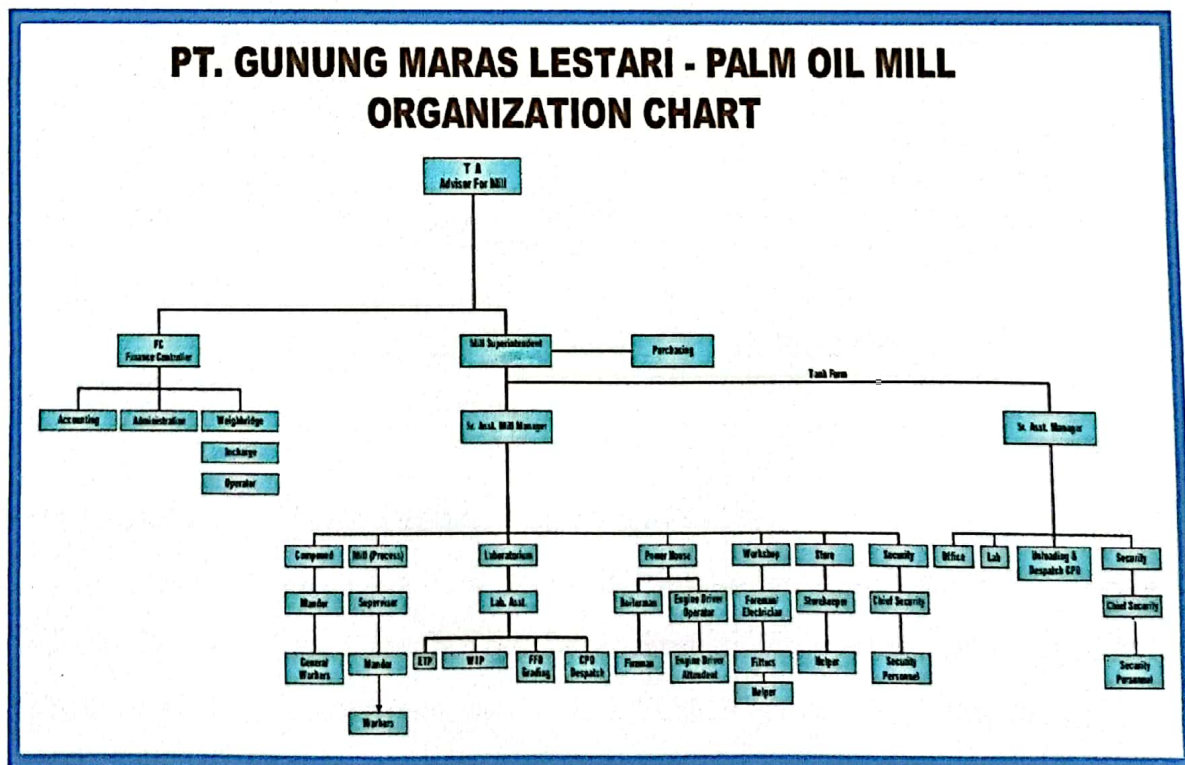 PT. GUNUNG MARAS LESTARI - PALM OIL MILL
ORGANIZATION CHART
T A
Advisor For Mill
FC
Finance Controller
Mill Superintendent
Purchasing
Tank Farm
Accounting
Administration
Weighbridge
Sr. Asst. Mill Manager
Sr. Asst. Manager
Incharge
Operator
Compound
Mill (Process)
Laboratorium
Power House
Workshop
Store
Security
Office
Lab
Unloading &
Despatch CPO
Security
Mandor
Supervisor
Lab. Asst.
Boilerman
Engine Driver
Operator
Foreman/
Electrician
Storekeeper
Chief Security
Chief Security
General
Workers
Mandor
ETP
WTP
FFB
Grading
CPO
Despatch
Fireman
Engine Driver
Attendent
Fitters
Helper
Security
Personnel
Security
Personnel
Helper
Workers